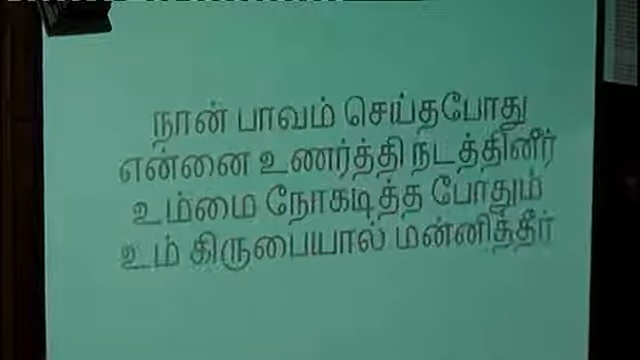 நான் பாவம் செய்தபோது
என்னை உணர்த்தி நடத்தினீர்
உம்மை நோகடித்த போதும்
உம் கிருபையால் மன்னித்தீர்